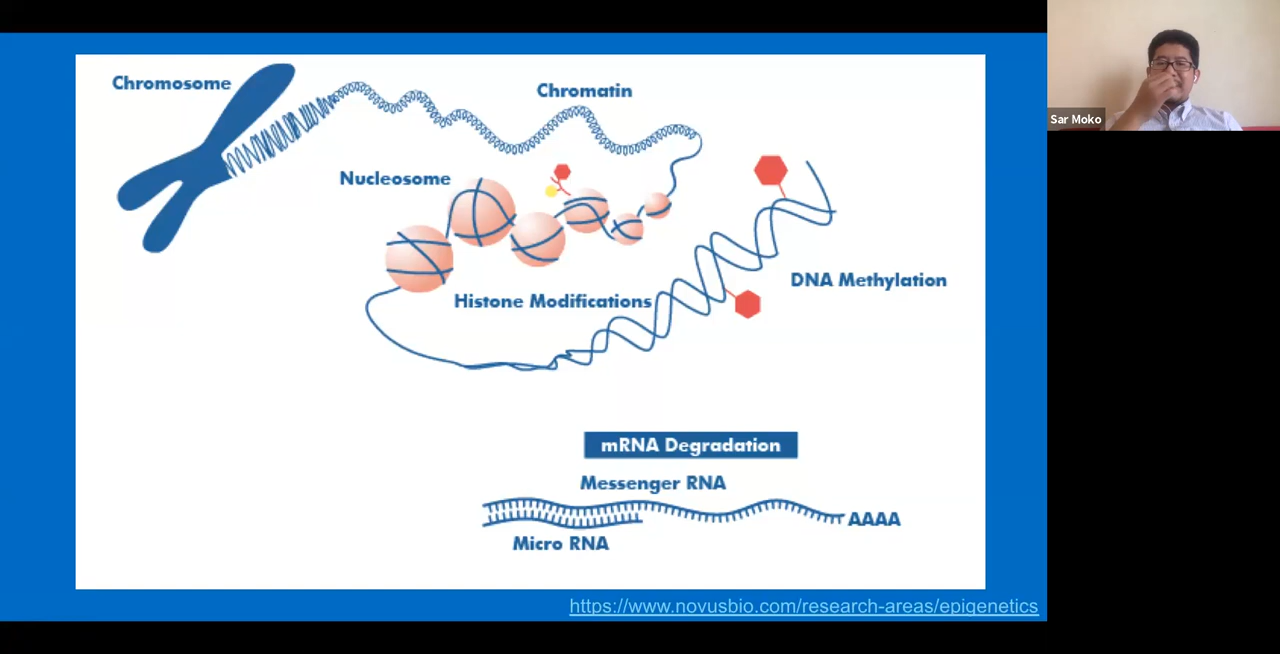 Chromosome
Chromatin
Nucleosome
Histone Modifications
DNA Methylation
mRNA Degradation
Messenger RNA
AAAA
Micro RNA
https://www.novusbio.com/research-areas/epigenetics
Sar Moko